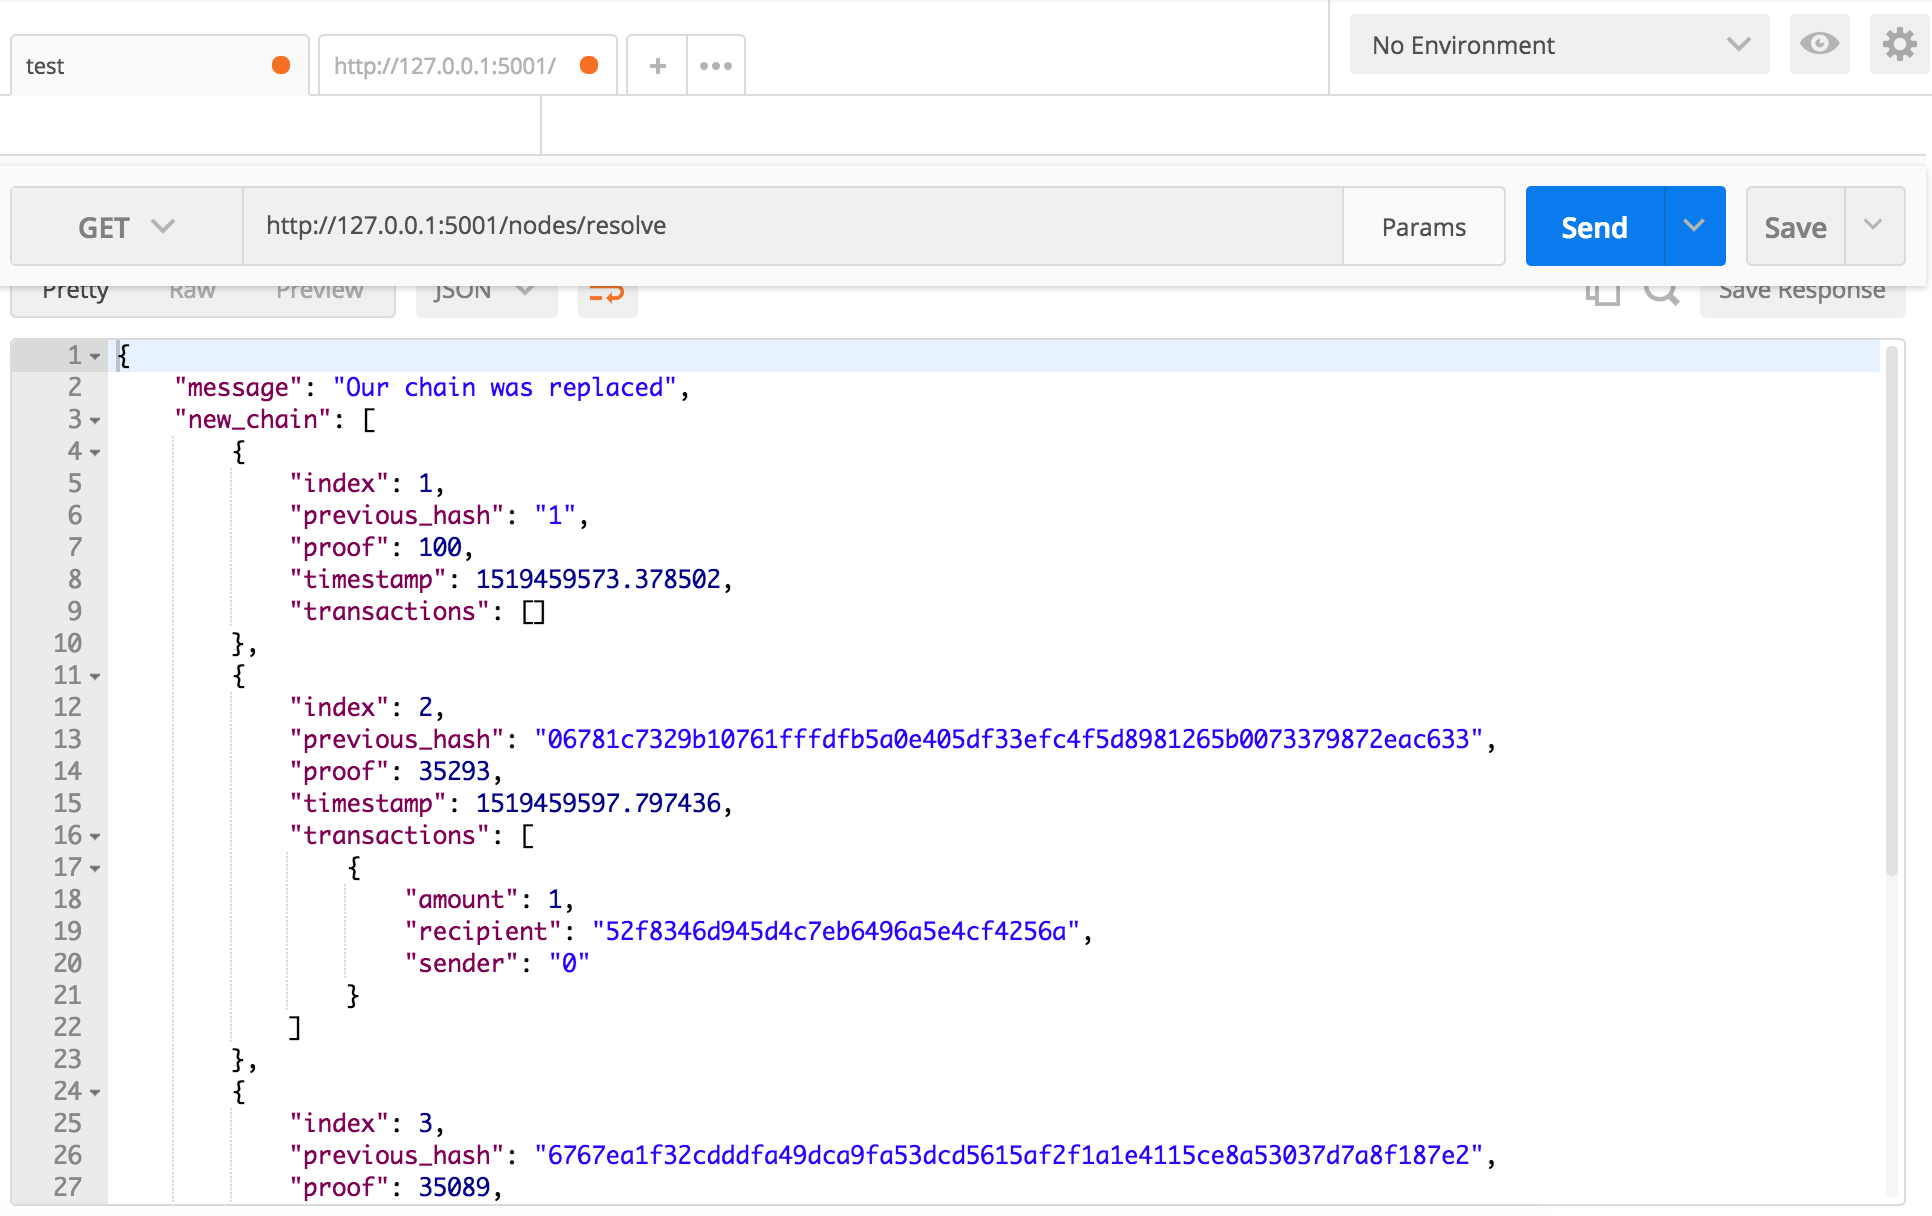 test
http://127.0.0.1:5001/
+
•••
No Environment
GET
http://127.0.0.1:5001/nodes/resolve
Params
Send
Save
Pretty
Raw
Preview
JSON
Save Response
1 {
2 "message": "Our chain was replaced",
3 "new_chain": [
4 {
5 "index": 1,
6 "previous_hash": "1",
7 "proof": 100,
8 "timestamp": 1519459573.378502,
9 "transactions": []
10 },
11 {
12 "index": 2,
13 "previous_hash": "06781c7329b10761fffdfb5a0e405df33efc4f5d8981265b0073379872eac633",
14 "proof": 35293,
15 "timestamp": 1519459597.797436,
16 "transactions": [
17 {
18 "amount": 1,
19 "recipient": "52f8346d945d4c7eb6496a5e4cf4256a",
20 "sender": "0"
21 }
22 ]
23 },
24 {
25 "index": 3,
26 "previous_hash": "6767ea1f32cdddfa49dca9fa53dcd5615af2f1a1e4115ce8a53037d7a8f187e2",
27 "proof": 35089,